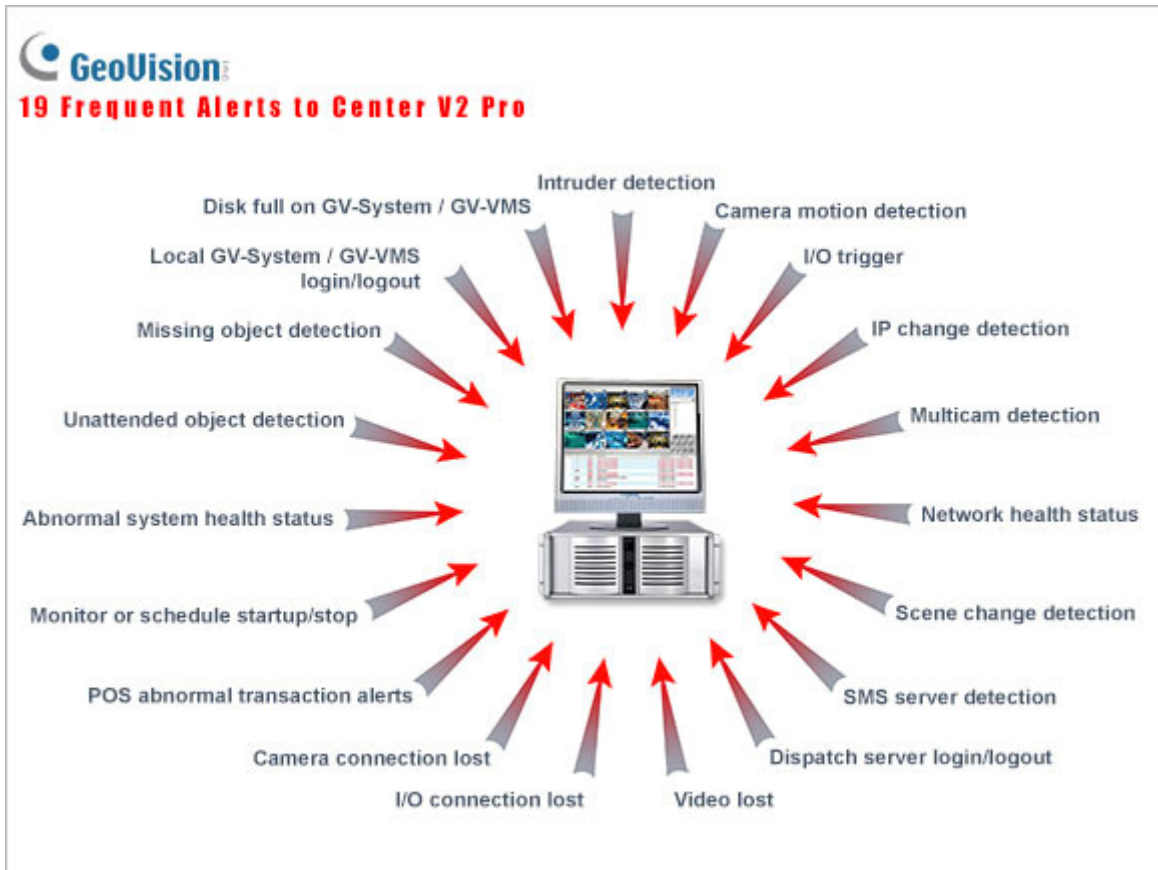 GeoVision
19 Frequent Alerts to Center V2 Pro
Intruder detection
Disk full on GV-System / GV-VMS
Camera motion detection
Local GV-System / GV-VMS
login/logout
I/O trigger
Missing object detection
IP change detection
Unattended object detection
Multicam detection
Abnormal system health status
Network health status
Monitor or schedule startup/stop
Scene change detection
POS abnormal transaction alerts
SMS server detection
Camera connection lost
Dispatch server login/logout
I/O connection lost
Video lost